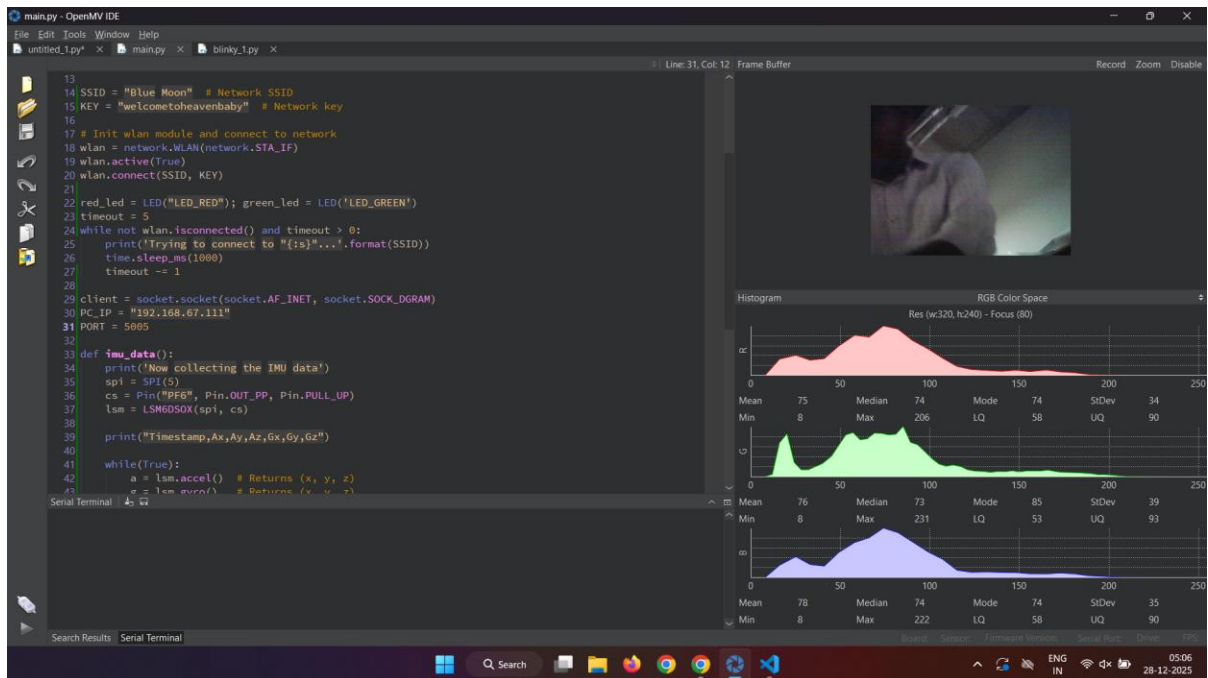 main.py - OpenMV IDE
File Edit Tools Window Help
untitled_1.py* × main.py × blinky_1.py ×
Line: 31, Col: 12 Frame Buffer Record Zoom Disable
13
14 SSID = "Blue Moon" # Network SSID
15 KEY = "welcometoheavenbaby" # Network key
16
17 # Init wlan module and connect to network
18 wlan = network.WLAN(network.STA_IF)
19 wlan.active(True)
20 wlan.connect(SSID, KEY)
21
22 red_led = LED("LED_RED"); green_led = LED('LED_GREEN')
23 timeout = 5
24 while not wlan.isconnected() and timeout > 0:
25     print('Trying to connect to "{:s}"...'.format(SSID))
26     time.sleep_ms(1000)
27     timeout -= 1
28
29 client = socket.socket(socket.AF_INET, socket.SOCK_DGRAM)
30 PC_IP = "192.168.67.111"
31 PORT = 5005
32
33 def imu_data():
34     print('Now collecting the IMU data')
35     spi = SPI(5)
36     cs = Pin("PF6", Pin.OUT_PP, Pin.PULL_UP)
37     lsm = LSM6DSOX(spi, cs)
38
39     print("Timestamp,Ax,Ay,Az,Gx,Gy,Gz")
40
41     while(True):
42         a = lsm.accel() # Returns (x, y, z)
43         g = lsm.gyro() # Returns (x, y, z)
Serial Terminal
Histogram RGB Color Space
Res (w:320, h:240) - Focus (80)
R
0 50 100 150 200 250
Mean 75 Median 74 Mode 74 StDev 34
Min 8 Max 206 LQ 58 UQ 90
G
0 50 100 150 200 250
Mean 76 Median 73 Mode 85 StDev 39
Min 8 Max 231 LQ 53 UQ 93
B
0 50 100 150 200 250
Mean 78 Median 74 Mode 74 StDev 35
Min 8 Max 222 LQ 58 UQ 90
Search Results Serial Terminal
Board: Sensor: Firmware Version: Serial Port: Drive: FPS:
Search
ENG
IN
05:06
28-12-2025